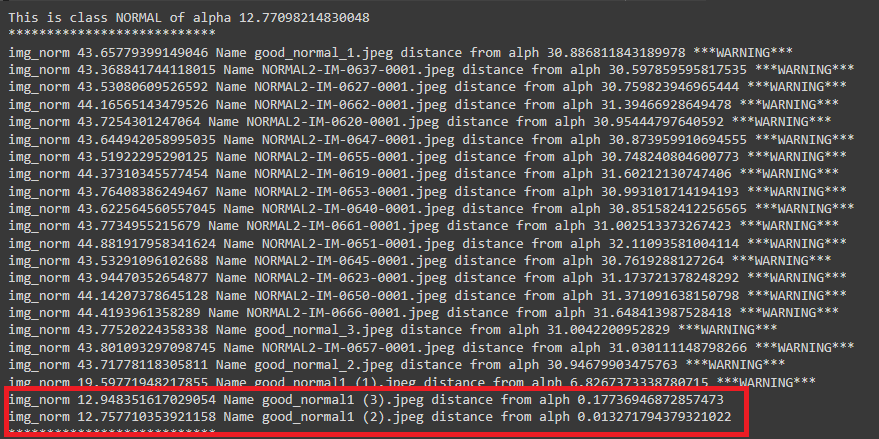 This is class NORMAL of alpha 12.77098214830048
***************************
img_norm 43.65779399149046 Name good_normal_1.jpeg distance from alph 30.886811843189978 ***WARNING***
img_norm 43.368841744118015 Name NORMAL2-IM-0637-0001.jpeg distance from alph 30.597859595817535 ***WARNING***
img_norm 43.53080609526592 Name NORMAL2-IM-0627-0001.jpeg distance from alph 30.759823946965444 ***WARNING***
img_norm 44.16565143479526 Name NORMAL2-IM-0662-0001.jpeg distance from alph 31.39466928649478 ***WARNING***
img_norm 43.7254301247064 Name NORMAL2-IM-0620-0001.jpeg distance from alph 30.95444797640592 ***WARNING***
img_norm 43.644942058995035 Name NORMAL2-IM-0647-0001.jpeg distance from alph 30.873959910694555 ***WARNING***
img_norm 43.51922295290125 Name NORMAL2-IM-0655-0001.jpeg distance from alph 30.748240804600773 ***WARNING***
img_norm 44.37310345577454 Name NORMAL2-IM-0619-0001.jpeg distance from alph 31.60212130747406 ***WARNING***
img_norm 43.76408386249467 Name NORMAL2-IM-0653-0001.jpeg distance from alph 30.993101714194193 ***WARNING***
img_norm 43.622564560557045 Name NORMAL2-IM-0640-0001.jpeg distance from alph 30.851582412256565 ***WARNING***
img_norm 43.7734955215679 Name NORMAL2-IM-0661-0001.jpeg distance from alph 31.002513373267423 ***WARNING***
img_norm 44.881917958341624 Name NORMAL2-IM-0651-0001.jpeg distance from alph 32.11093581004114 ***WARNING***
img_norm 43.53291096102688 Name NORMAL2-IM-0645-0001.jpeg distance from alph 30.7619288127264 ***WARNING***
img_norm 43.94470352654877 Name NORMAL2-IM-0623-0001.jpeg distance from alph 31.173721378248292 ***WARNING***
img_norm 44.14207378645128 Name NORMAL2-IM-0650-0001.jpeg distance from alph 31.371091638150798 ***WARNING***
img_norm 44.4193961358289 Name NORMAL2-IM-0666-0001.jpeg distance from alph 31.648413987528418 ***WARNING***
img_norm 43.77520224358338 Name good_normal_3.jpeg distance from alph 31.0042200952829 ***WARNING***
img_norm 43.801093297098745 Name NORMAL2-IM-0657-0001.jpeg distance from alph 31.030111148798266 ***WARNING***
img_norm 43.71778118305811 Name good_normal_2.jpeg distance from alph 30.94679903475763 ***WARNING***
img_norm 19.59771948217855 Name good_normal1 (1).jpeg distance from alph 6.8267373338780715 ***WARNING***
img_norm 12.948351617029054 Name good_normal1 (3).jpeg distance from alph 0.17736946872857473
img_norm 12.757710353921158 Name good_normal1 (2).jpeg distance from alph 0.013271794379321022
***************************